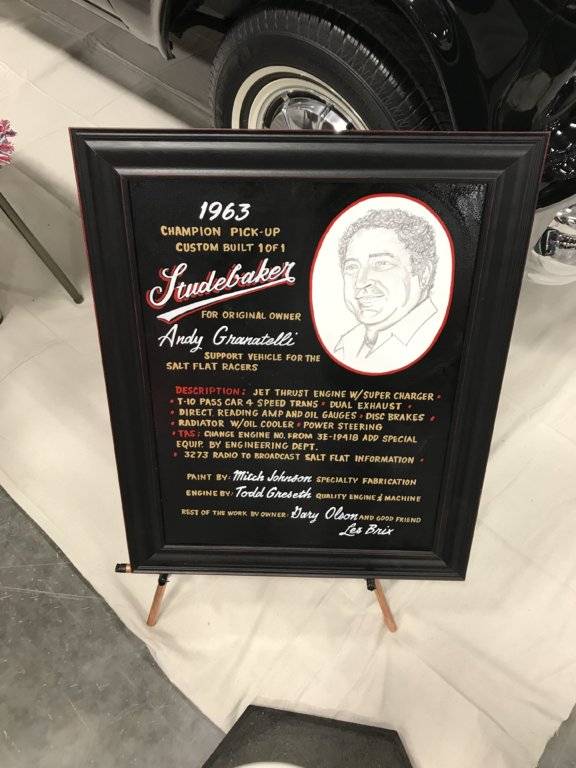 1963
CHAMPION PICK-UP
CUSTOM BUILT 1 OF 1
Studebaker
FOR ORIGINAL OWNER
Andy Granatelli
SUPPORT VEHICLE FOR THE
SALT FLAT RACERS
DESCRIPTION: JET THRUST ENGINE W/SUPER CHARGER •
• T-10 PASS CAR 4 SPEED TRANS • DUAL EXHAUST •
• DIRECT READING AMP AND OIL GAUGES • DISC BRAKES •
• RADIATOR W/OIL COOLER • POWER STEERING
• TAS: CHANGE ENGINE NO. FROM 3E-19418 ADD SPECIAL
EQUIP. BY ENGINEERING DEPT.
• 3273 RADIO TO BROADCAST SALT FLAT INFORMATION •
PAINT BY: Mitch Johnson SPECIALTY FABRICATION
ENGINE BY: Todd Greseth QUALITY ENGINE & MACHINE
REST OF THE WORK BY OWNER: Gary Olson AND GOOD FRIEND
Les Brix